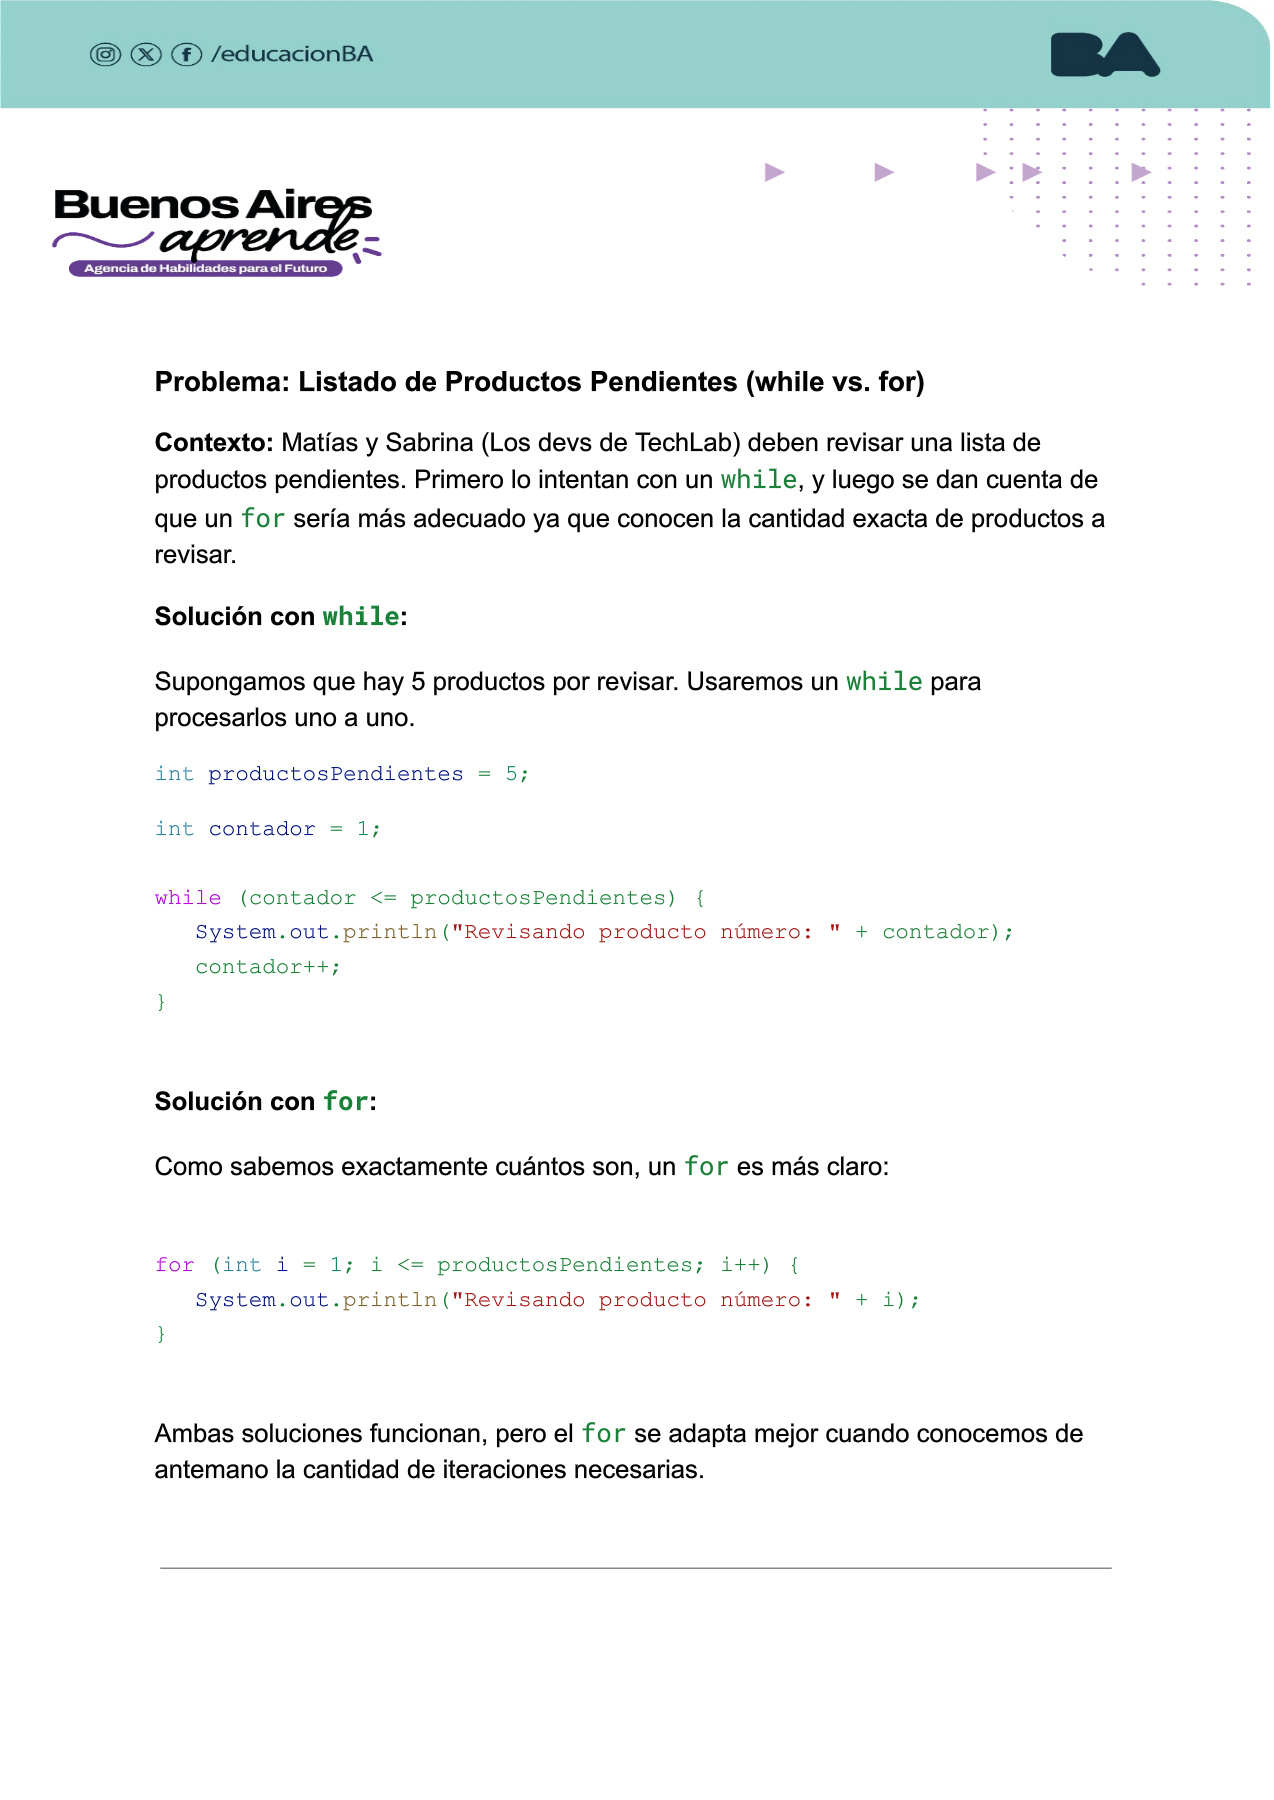 /educacionBA
BA
Buenos Aires
aprende
Agencia de Habilidades para el Futuro
Problema: Listado de Productos Pendientes (while vs. for)
Contexto: Matías y Sabrina (Los devs de TechLab) deben revisar una lista de
productos pendientes. Primero lo intentan con un while, y luego se dan cuenta de
que un for sería más adecuado ya que conocen la cantidad exacta de productos a
revisar.
Solución con while:
Supongamos que hay 5 productos por revisar. Usaremos un while para
procesarlos uno a uno.
int productosPendientes = 5;
int contador = 1;
while (contador <= productosPendientes) {
   System.out.println("Revisando producto número: " + contador);
   contador++;
}
Solución con for:
Como sabemos exactamente cuántos son, un for es más claro:
for (int i = 1; i <= productosPendientes; i++) {
   System.out.println("Revisando producto número: " + i);
}
Ambas soluciones funcionan, pero el for se adapta mejor cuando conocemos de
antemano la cantidad de iteraciones necesarias.